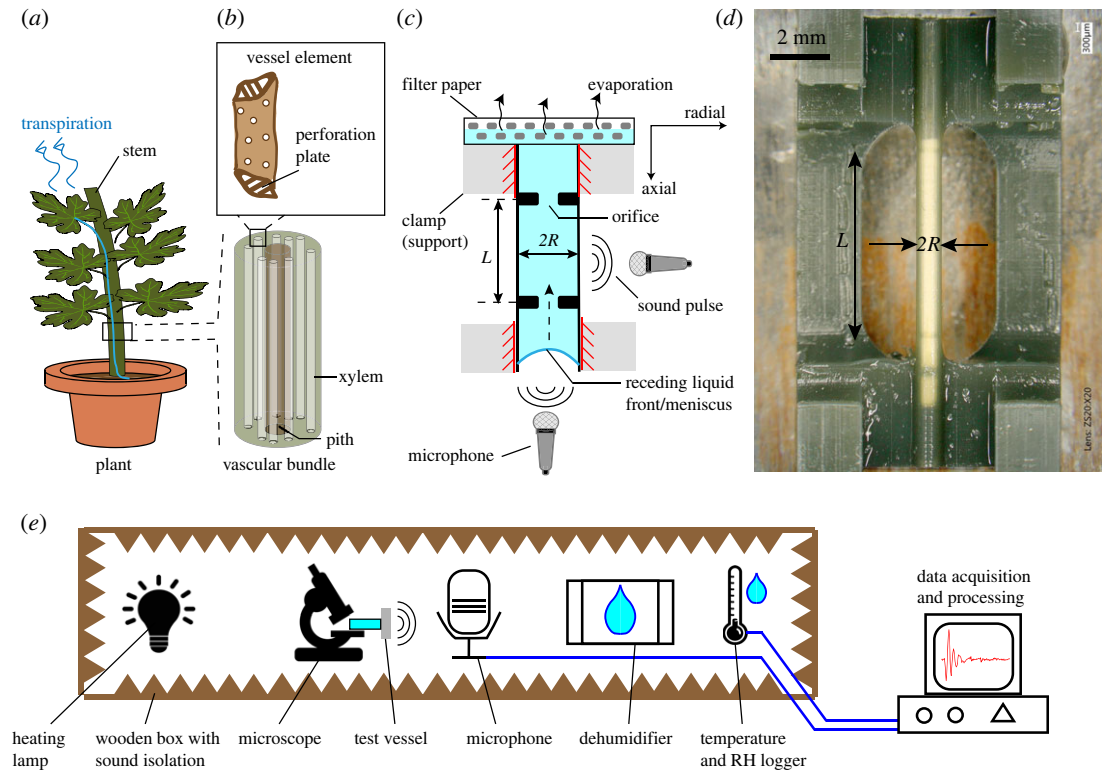 (a)
transpiration
stem
plant
(b)
vessel element
perforation
plate
xylem
pith
vascular bundle
(c)
filter paper
evaporation
radial
axial
clamp
(support)
orifice
L
2R
sound pulse
receding liquid
front/meniscus
microphone
(d)
2 mm
300µm
L
2R
Lens: ZS20:X20
(e)
data acquisition
and processing
heating
lamp
wooden box with
sound isolation
microscope
test vessel
microphone
dehumidifier
temperature
and RH logger